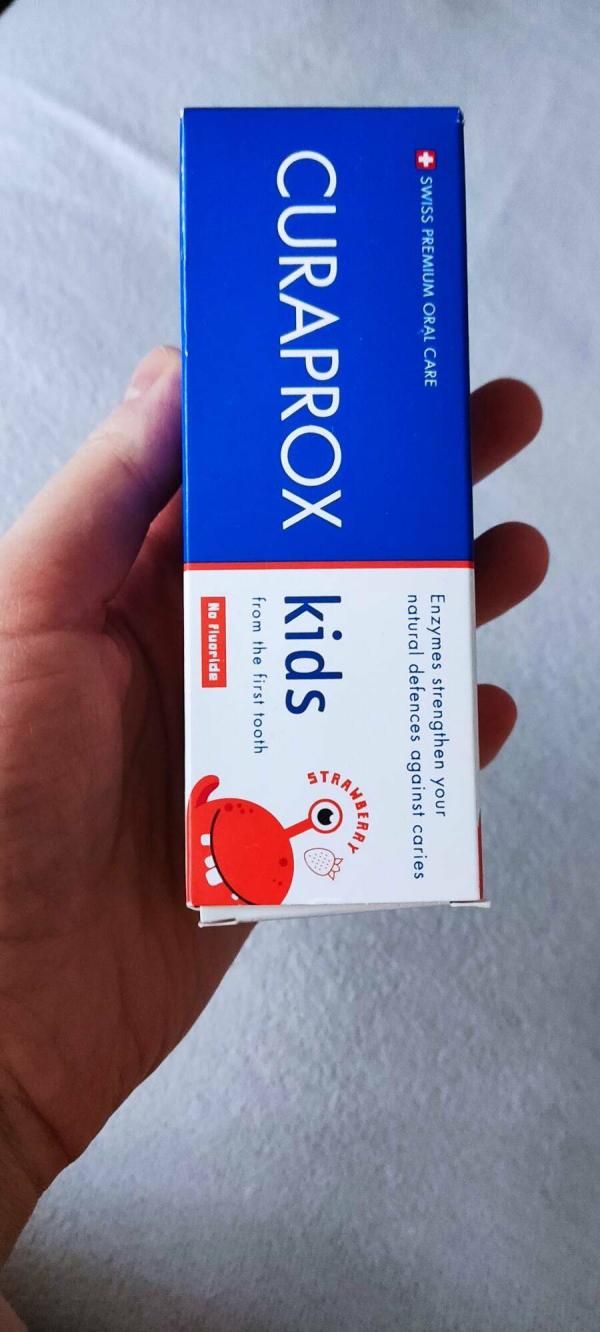 SWISS PREMIUM ORAL CARE
CURAPROX
Enzymes strengthen your
natural defences against caries
kids
from the first tooth
No fluoride
STRAWBERRY